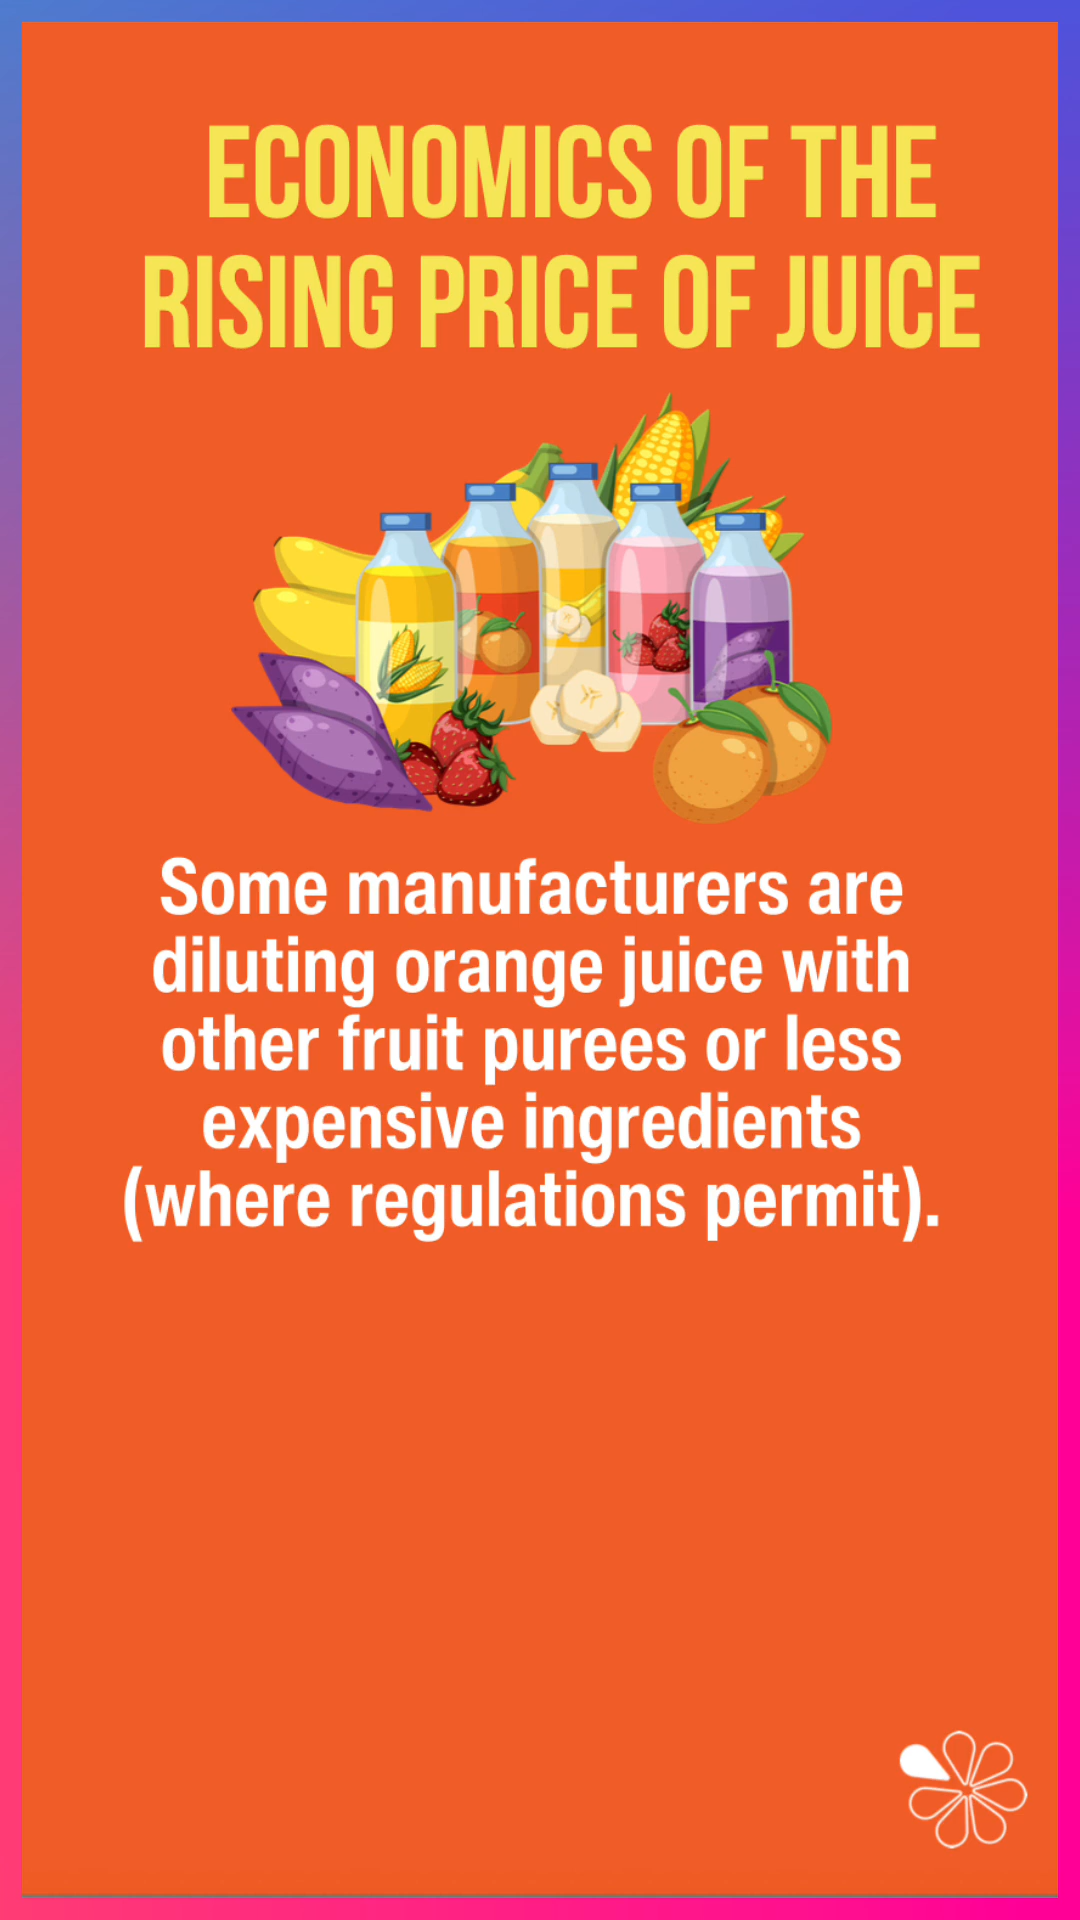 ECONOMICS OF THE
RISING PRICE OF JUICE
Some manufacturers are
diluting orange juice with
other fruit purees or less
expensive ingredients
(where regulations permit).